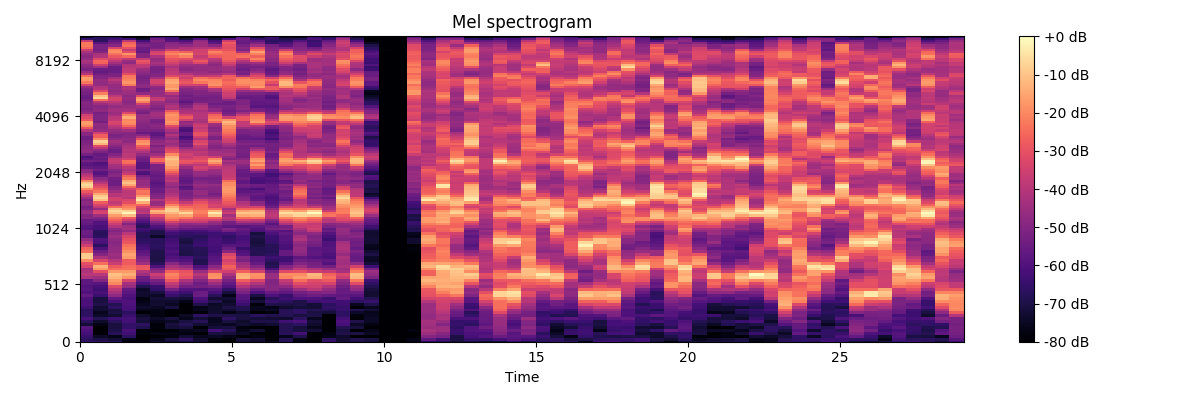 Mel spectrogram
8192
4096
2048
1024
512
0
Hz
0 5 10 15 20 25
Time
+0 dB
-10 dB
-20 dB
-30 dB
-40 dB
-50 dB
-60 dB
-70 dB
-80 dB